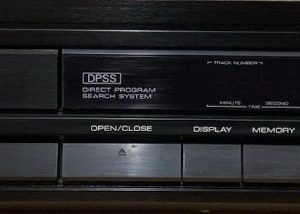 TRACK NUMBER
DPSS
DIRECT PROGRAM
SEARCH SYSTEM
MINUTE TIME SECOND
OPEN/CLOSE DISPLAY MEMORY